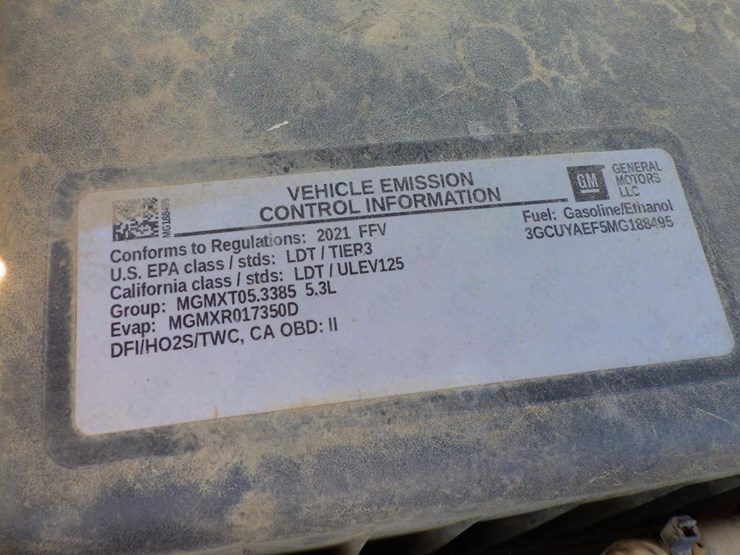 MG188495
VEHICLE EMISSION
CONTROL INFORMATION
GM
GENERAL
MOTORS
LLC
Conforms to Regulations: 2021 FFV
U.S. EPA class / stds: LDT / TIER3
California class / stds: LDT / ULEV125
Group: MGMXT05.3385 5.3L
Evap: MGMXR017350D
DFI/HO2S/TWC, CA OBD: II
Fuel: Gasoline/Ethanol
3GCUYAEF5MG188495